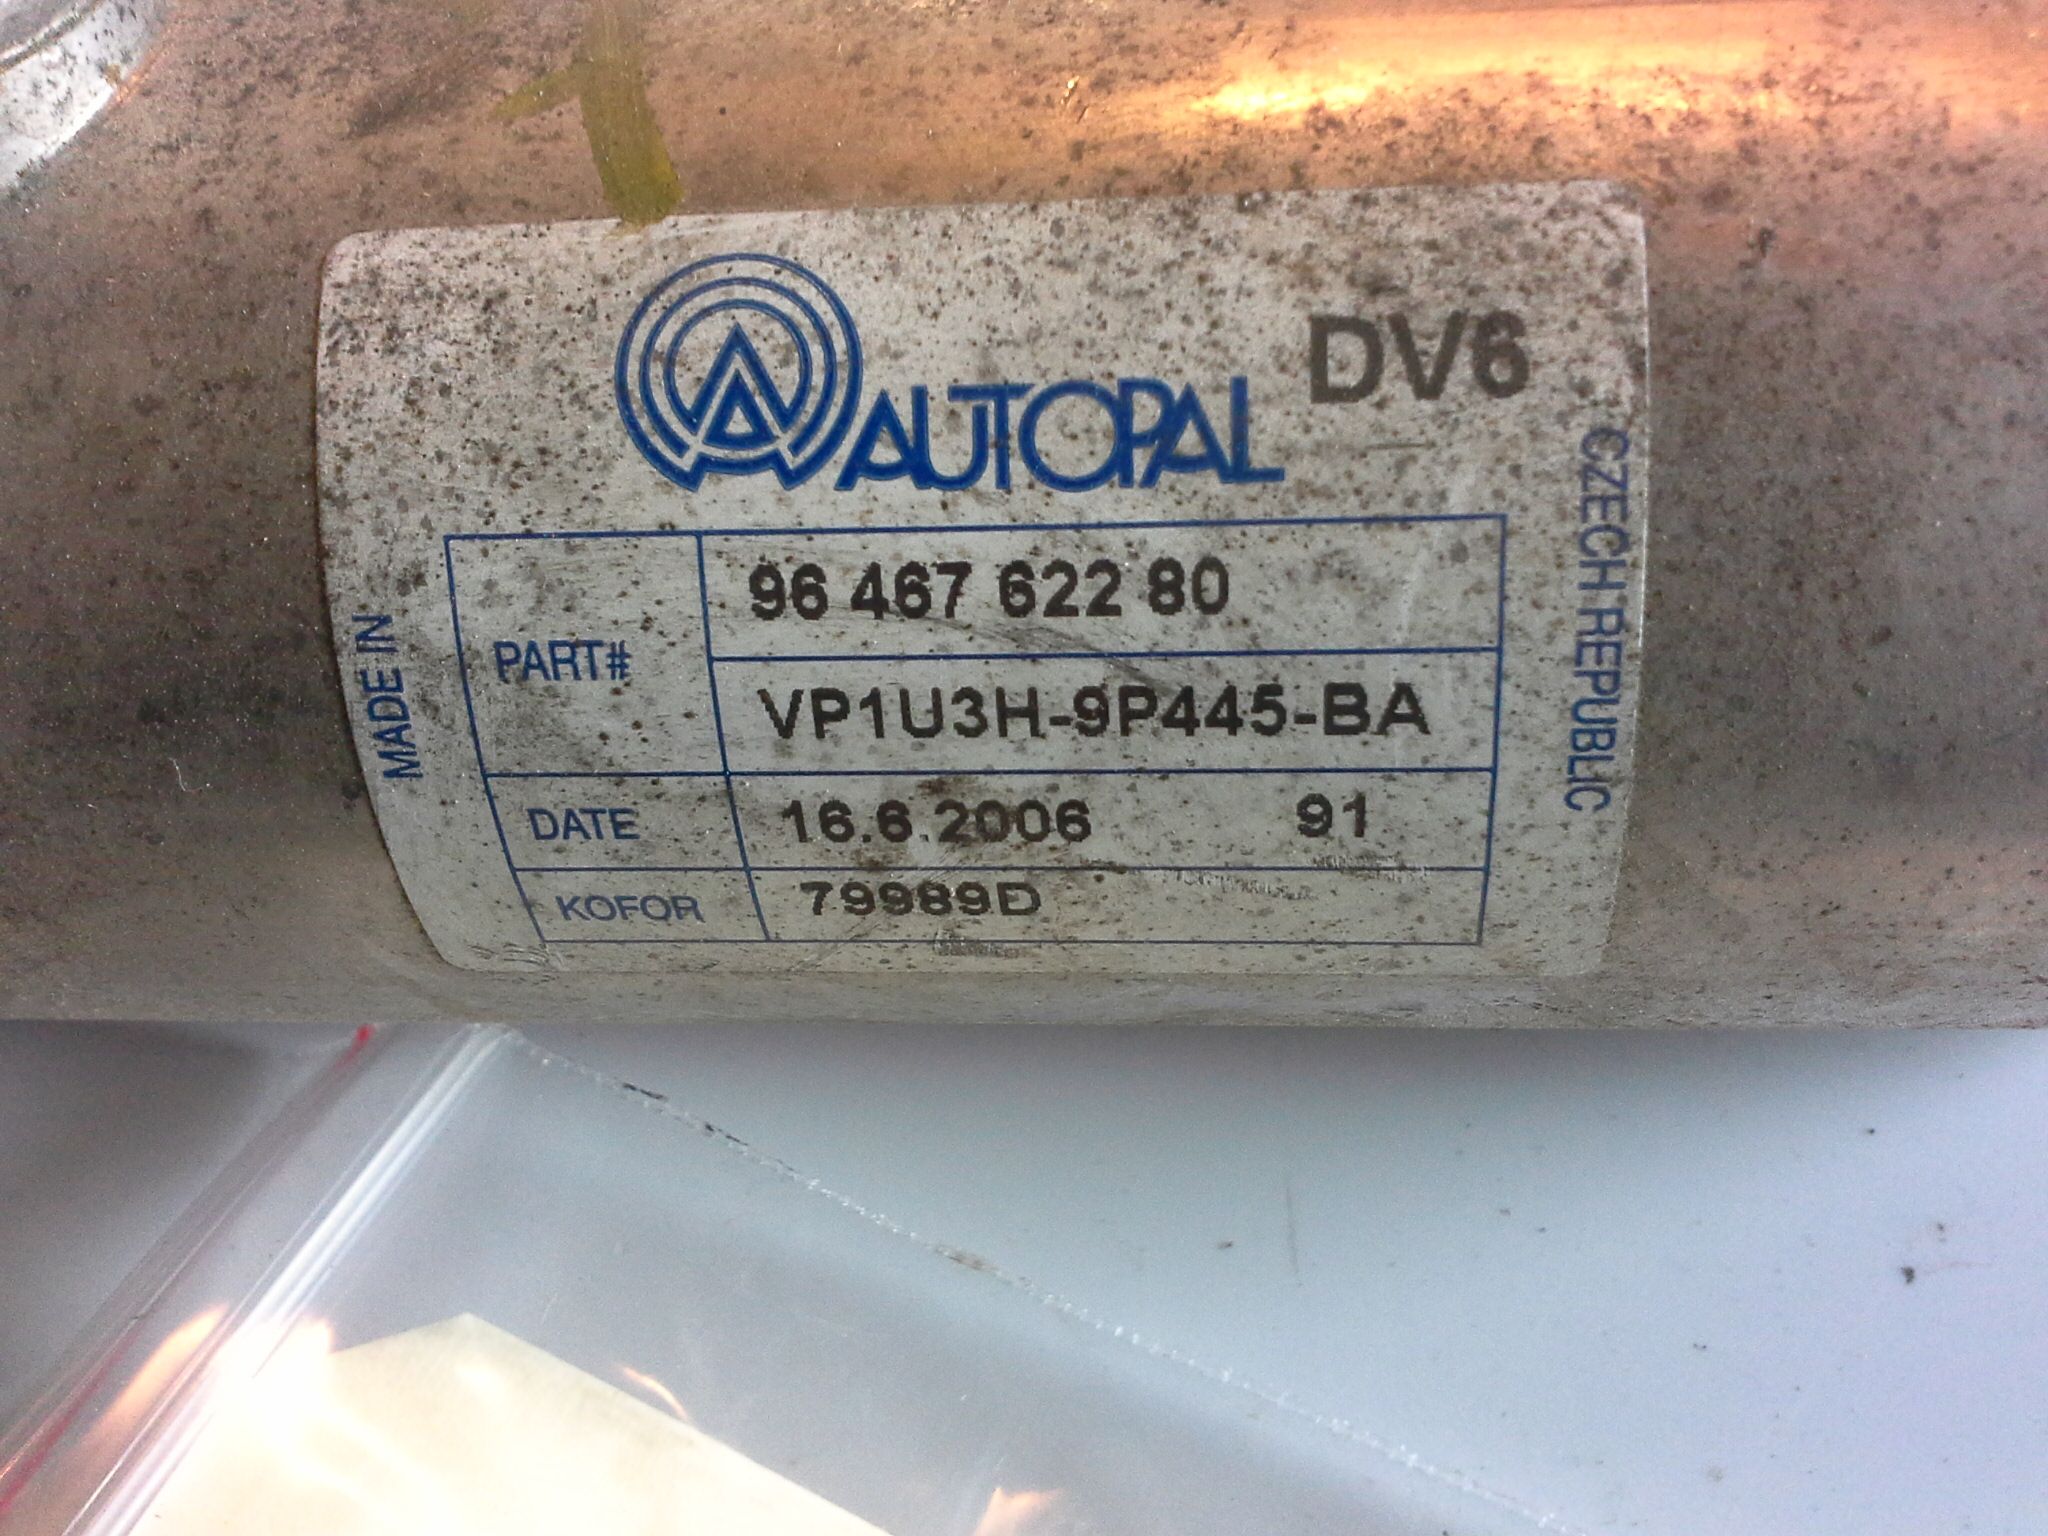 1
AUTOPAL
DV6
MADE IN
PART#
96 467 622 80
VP1U3H-9P445-BA
DATE
16.6.2006 91
KOFOR
79989D
CZECH REPUBLIC